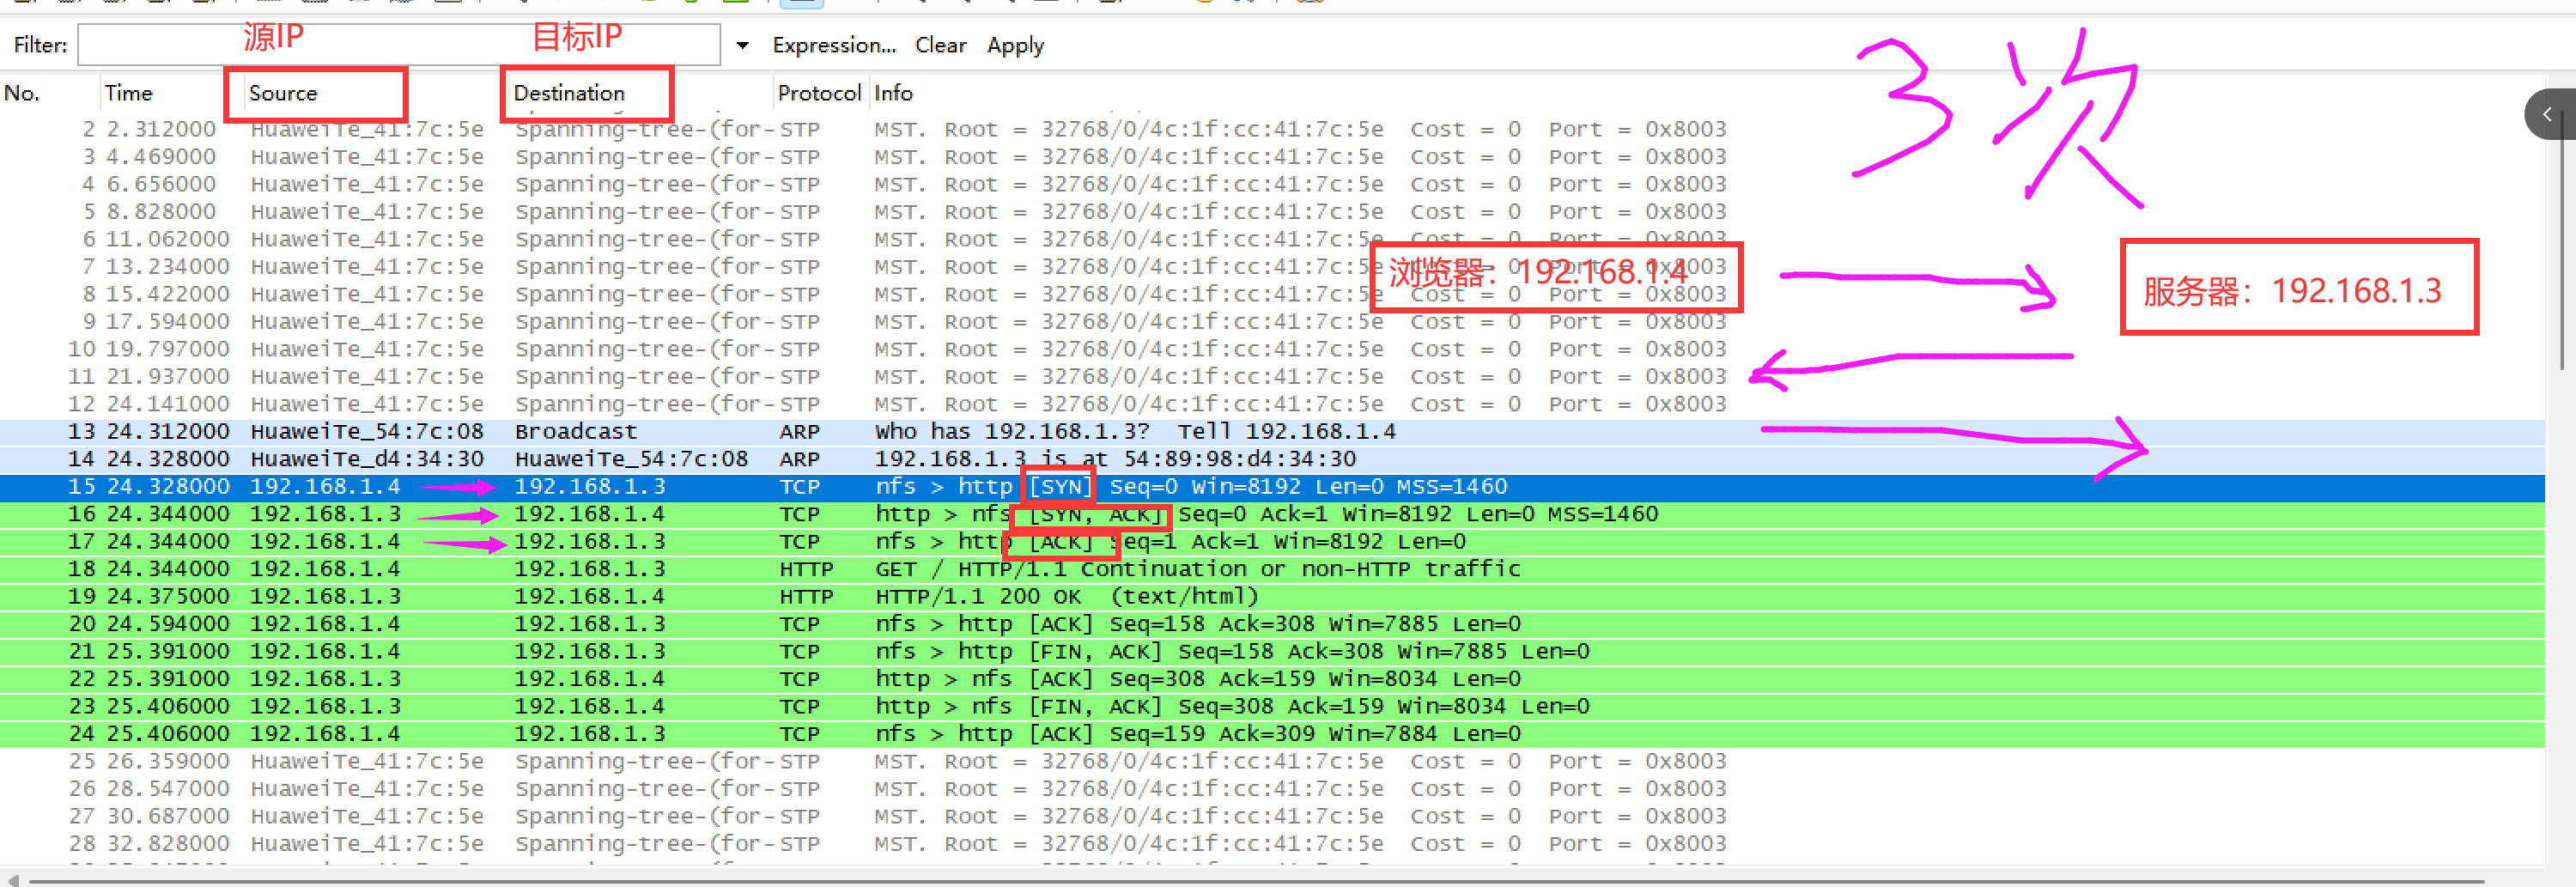 源IP 目标IP
Filter: Expression... Clear Apply
3次
No. Time Source Destination Protocol Info
2 2.312000 HuaweiTe_41:7c:5e Spanning-tree-(for- STP MST. Root = 32768/0/4c:1f:cc:41:7c:5e Cost = 0 Port = 0x8003
3 4.469000 HuaweiTe_41:7c:5e Spanning-tree-(for- STP MST. Root = 32768/0/4c:1f:cc:41:7c:5e Cost = 0 Port = 0x8003
4 6.656000 HuaweiTe_41:7c:5e Spanning-tree-(for- STP MST. Root = 32768/0/4c:1f:cc:41:7c:5e Cost = 0 Port = 0x8003
5 8.828000 HuaweiTe_41:7c:5e Spanning-tree-(for- STP MST. Root = 32768/0/4c:1f:cc:41:7c:5e Cost = 0 Port = 0x8003
6 11.062000 HuaweiTe_41:7c:5e Spanning-tree-(for- STP MST. Root = 32768/0/4c:1f:cc:41:7c:5e Cost = 0 Port = 0x8003
7 13.234000 HuaweiTe_41:7c:5e Spanning-tree-(for- STP MST. Root = 32768/0/4c:1f:cc:41:7c:5e Cost = 0 Port = 0x8003
浏览器：192.168.1.4
服务器：192.168.1.3
8 15.422000 HuaweiTe_41:7c:5e Spanning-tree-(for- STP MST. Root = 32768/0/4c:1f:cc:41:7c:5e Cost = 0 Port = 0x8003
9 17.594000 HuaweiTe_41:7c:5e Spanning-tree-(for- STP MST. Root = 32768/0/4c:1f:cc:41:7c:5e Cost = 0 Port = 0x8003
10 19.797000 HuaweiTe_41:7c:5e Spanning-tree-(for- STP MST. Root = 32768/0/4c:1f:cc:41:7c:5e Cost = 0 Port = 0x8003
11 21.937000 HuaweiTe_41:7c:5e Spanning-tree-(for- STP MST. Root = 32768/0/4c:1f:cc:41:7c:5e Cost = 0 Port = 0x8003
12 24.141000 HuaweiTe_41:7c:5e Spanning-tree-(for- STP MST. Root = 32768/0/4c:1f:cc:41:7c:5e Cost = 0 Port = 0x8003
13 24.312000 HuaweiTe_54:7c:08 Broadcast ARP Who has 192.168.1.3? Tell 192.168.1.4
14 24.328000 HuaweiTe_d4:34:30 HuaweiTe_54:7c:08 ARP 192.168.1.3 is at 54:89:98:d4:34:30
15 24.328000 192.168.1.4 192.168.1.3 TCP nfs > http [SYN] Seq=0 Win=8192 Len=0 MSS=1460
16 24.344000 192.168.1.3 192.168.1.4 TCP http > nfs [SYN, ACK] Seq=0 Ack=1 Win=8192 Len=0 MSS=1460
17 24.344000 192.168.1.4 192.168.1.3 TCP nfs > http [ACK] Seq=1 Ack=1 Win=8192 Len=0
18 24.344000 192.168.1.4 192.168.1.3 HTTP GET / HTTP/1.1 Continuation or non-HTTP traffic
19 24.375000 192.168.1.3 192.168.1.4 HTTP HTTP/1.1 200 OK (text/html)
20 24.594000 192.168.1.4 192.168.1.3 TCP nfs > http [ACK] Seq=158 Ack=308 Win=7885 Len=0
21 25.391000 192.168.1.4 192.168.1.3 TCP nfs > http [FIN, ACK] Seq=158 Ack=308 Win=7885 Len=0
22 25.391000 192.168.1.3 192.168.1.4 TCP http > nfs [ACK] Seq=308 Ack=159 Win=8034 Len=0
23 25.406000 192.168.1.3 192.168.1.4 TCP http > nfs [FIN, ACK] Seq=308 Ack=159 Win=8034 Len=0
24 25.406000 192.168.1.4 192.168.1.3 TCP nfs > http [ACK] Seq=159 Ack=309 Win=7884 Len=0
25 26.359000 HuaweiTe_41:7c:5e Spanning-tree-(for- STP MST. Root = 32768/0/4c:1f:cc:41:7c:5e Cost = 0 Port = 0x8003
26 28.547000 HuaweiTe_41:7c:5e Spanning-tree-(for- STP MST. Root = 32768/0/4c:1f:cc:41:7c:5e Cost = 0 Port = 0x8003
27 30.687000 HuaweiTe_41:7c:5e Spanning-tree-(for- STP MST. Root = 32768/0/4c:1f:cc:41:7c:5e Cost = 0 Port = 0x8003
28 32.828000 HuaweiTe_41:7c:5e Spanning-tree-(for- STP MST. Root = 32768/0/4c:1f:cc:41:7c:5e Cost = 0 Port = 0x8003